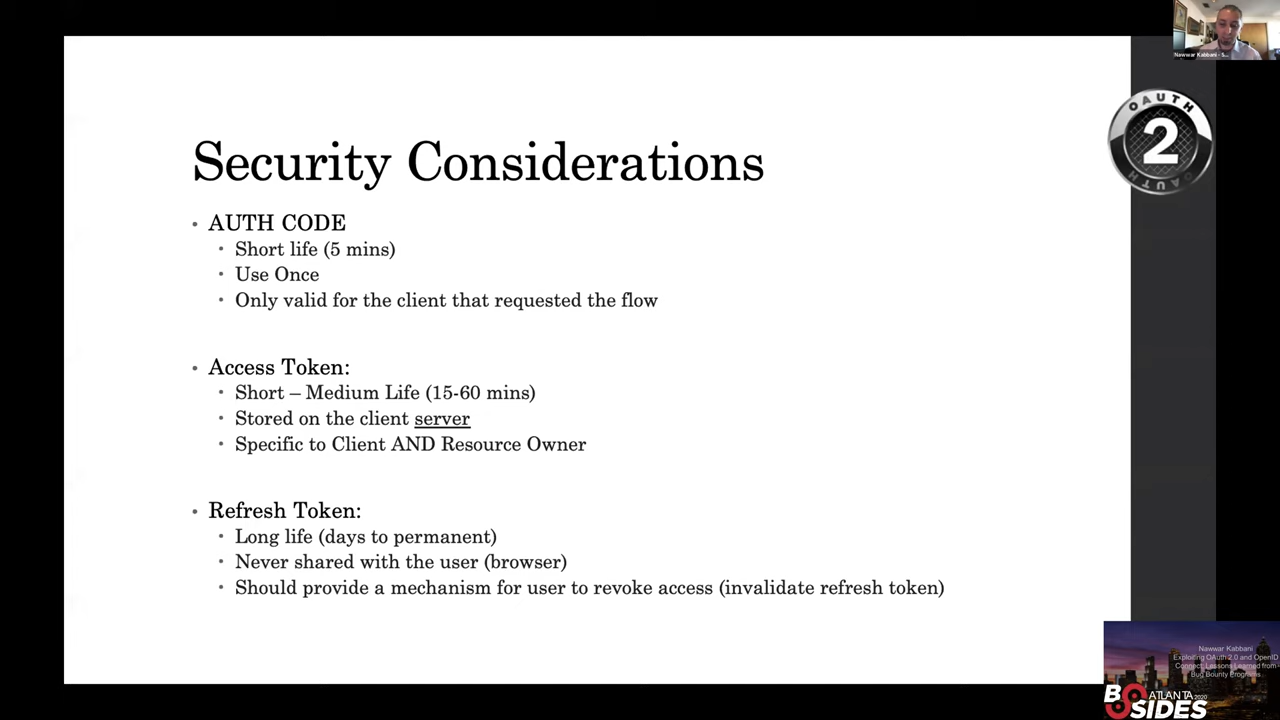 Nawwar Kabbani - S...
OAUTH
2
OAUTH
Security Considerations
• AUTH CODE
• Short life (5 mins)
• Use Once
• Only valid for the client that requested the flow
• Access Token:
• Short – Medium Life (15-60 mins)
• Stored on the client server
• Specific to Client AND Resource Owner
• Refresh Token:
• Long life (days to permanent)
• Never shared with the user (browser)
• Should provide a mechanism for user to revoke access (invalidate refresh token)
Nawwar Kabbani
Exploiting OAuth 2.0 and OpenID
Connect: Lessons Learned from
Bug Bounty Programs
BSIDES ATLANTA 2020